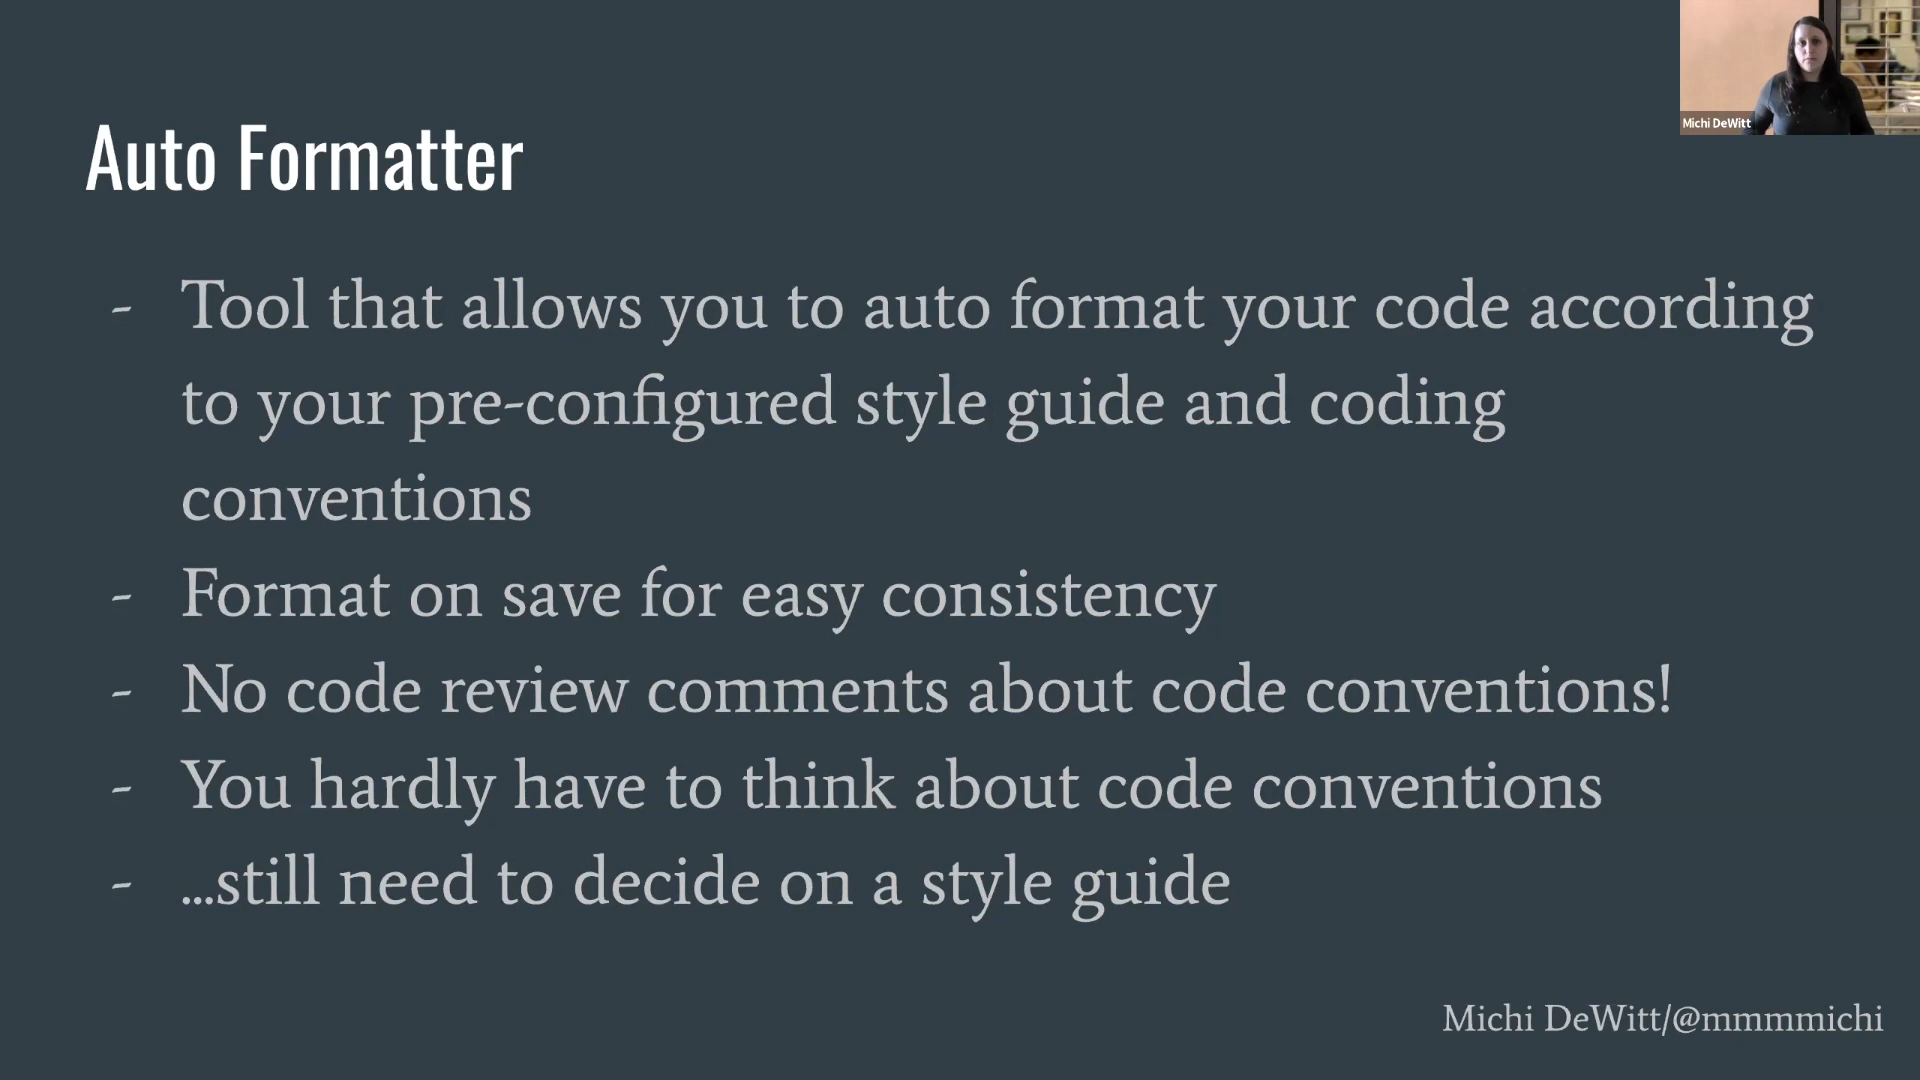 Michi DeWitt
Auto Formatter
- Tool that allows you to auto format your code according
to your pre-configured style guide and coding
conventions
- Format on save for easy consistency
- No code review comments about code conventions!
- You hardly have to think about code conventions
- ...still need to decide on a style guide
Michi DeWitt/@mmmmichi